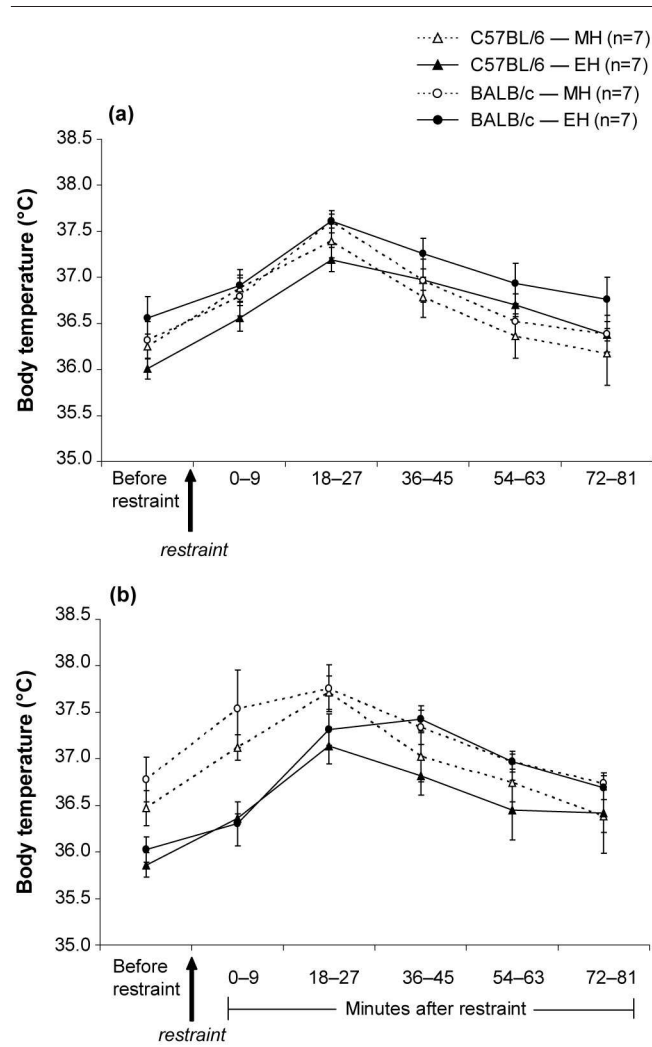 C57BL/6 — MH (n=7)
C57BL/6 — EH (n=7)
BALB/c — MH (n=7)
BALB/c — EH (n=7)
(a)
38.5
38.0
37.5
37.0
36.5
36.0
35.5
35.0
Body temperature (°C)
Before restraint
0–9
18–27
36–45
54–63
72–81
restraint
(b)
38.5
38.0
37.5
37.0
36.5
36.0
35.5
35.0
Body temperature (°C)
Before restraint
0–9
18–27
36–45
54–63
72–81
Minutes after restraint
restraint